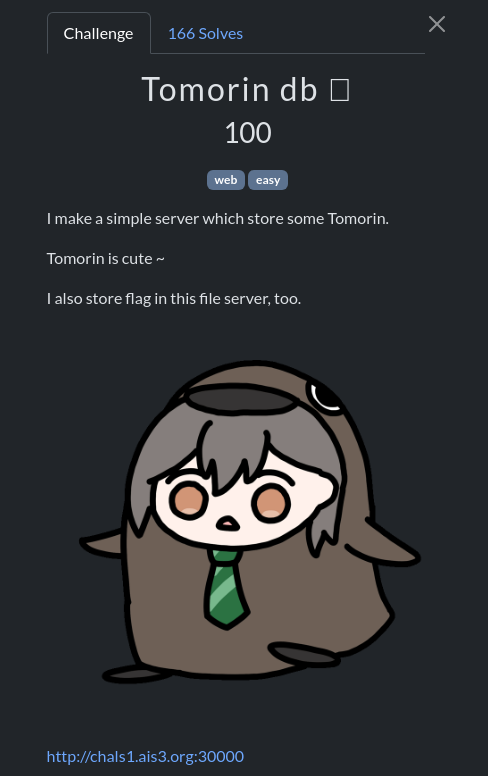 Challenge
166 Solves
Tomorin db
100
web
easy
I make a simple server which store some Tomorin.
Tomorin is cute ~
I also store flag in this file server, too.
http://chals1.ais3.org:30000